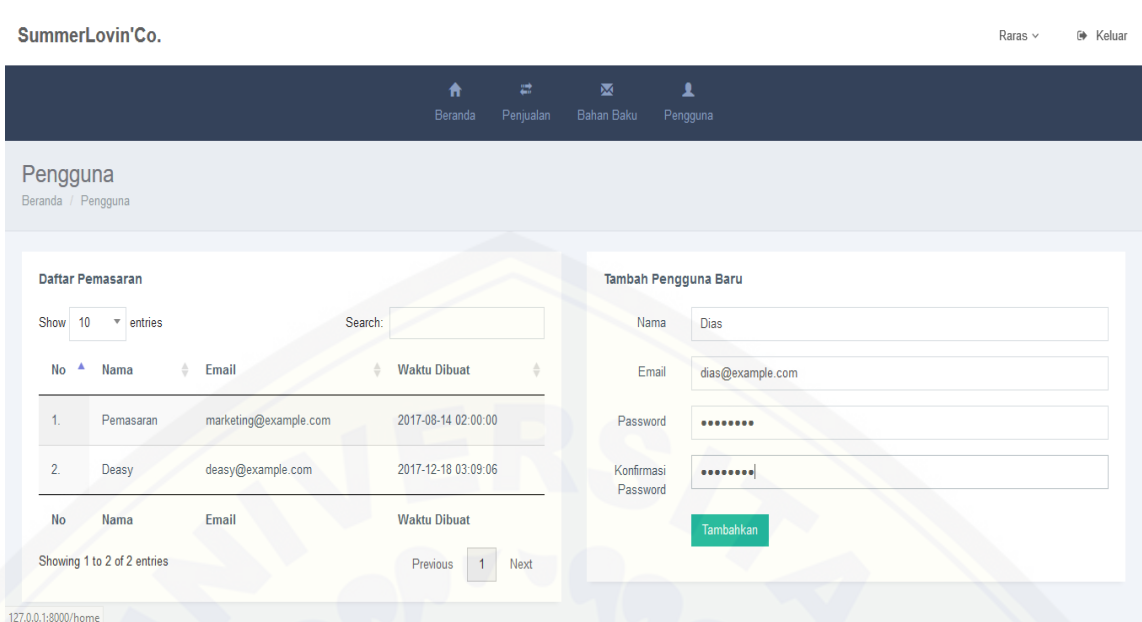 SummerLovin'Co.
Raras
Keluar
Beranda
Penjualan
Bahan Baku
Pengguna
Pengguna
Beranda / Pengguna
Daftar Pemasaran
Show 10 entries
Search:
No Nama Email Waktu Dibuat
1. Pemasaran marketing@example.com 2017-08-14 02:00:00
2. Deasy deasy@example.com 2017-12-18 03:09:06
No Nama Email Waktu Dibuat
Showing 1 to 2 of 2 entries
Previous 1 Next
Tambah Pengguna Baru
Nama Dias
Email dias@example.com
Password ••••••••
Konfirmasi
Password ••••••••
Tambahkan
127.0.0.1:8000/home
UNIVERSITA